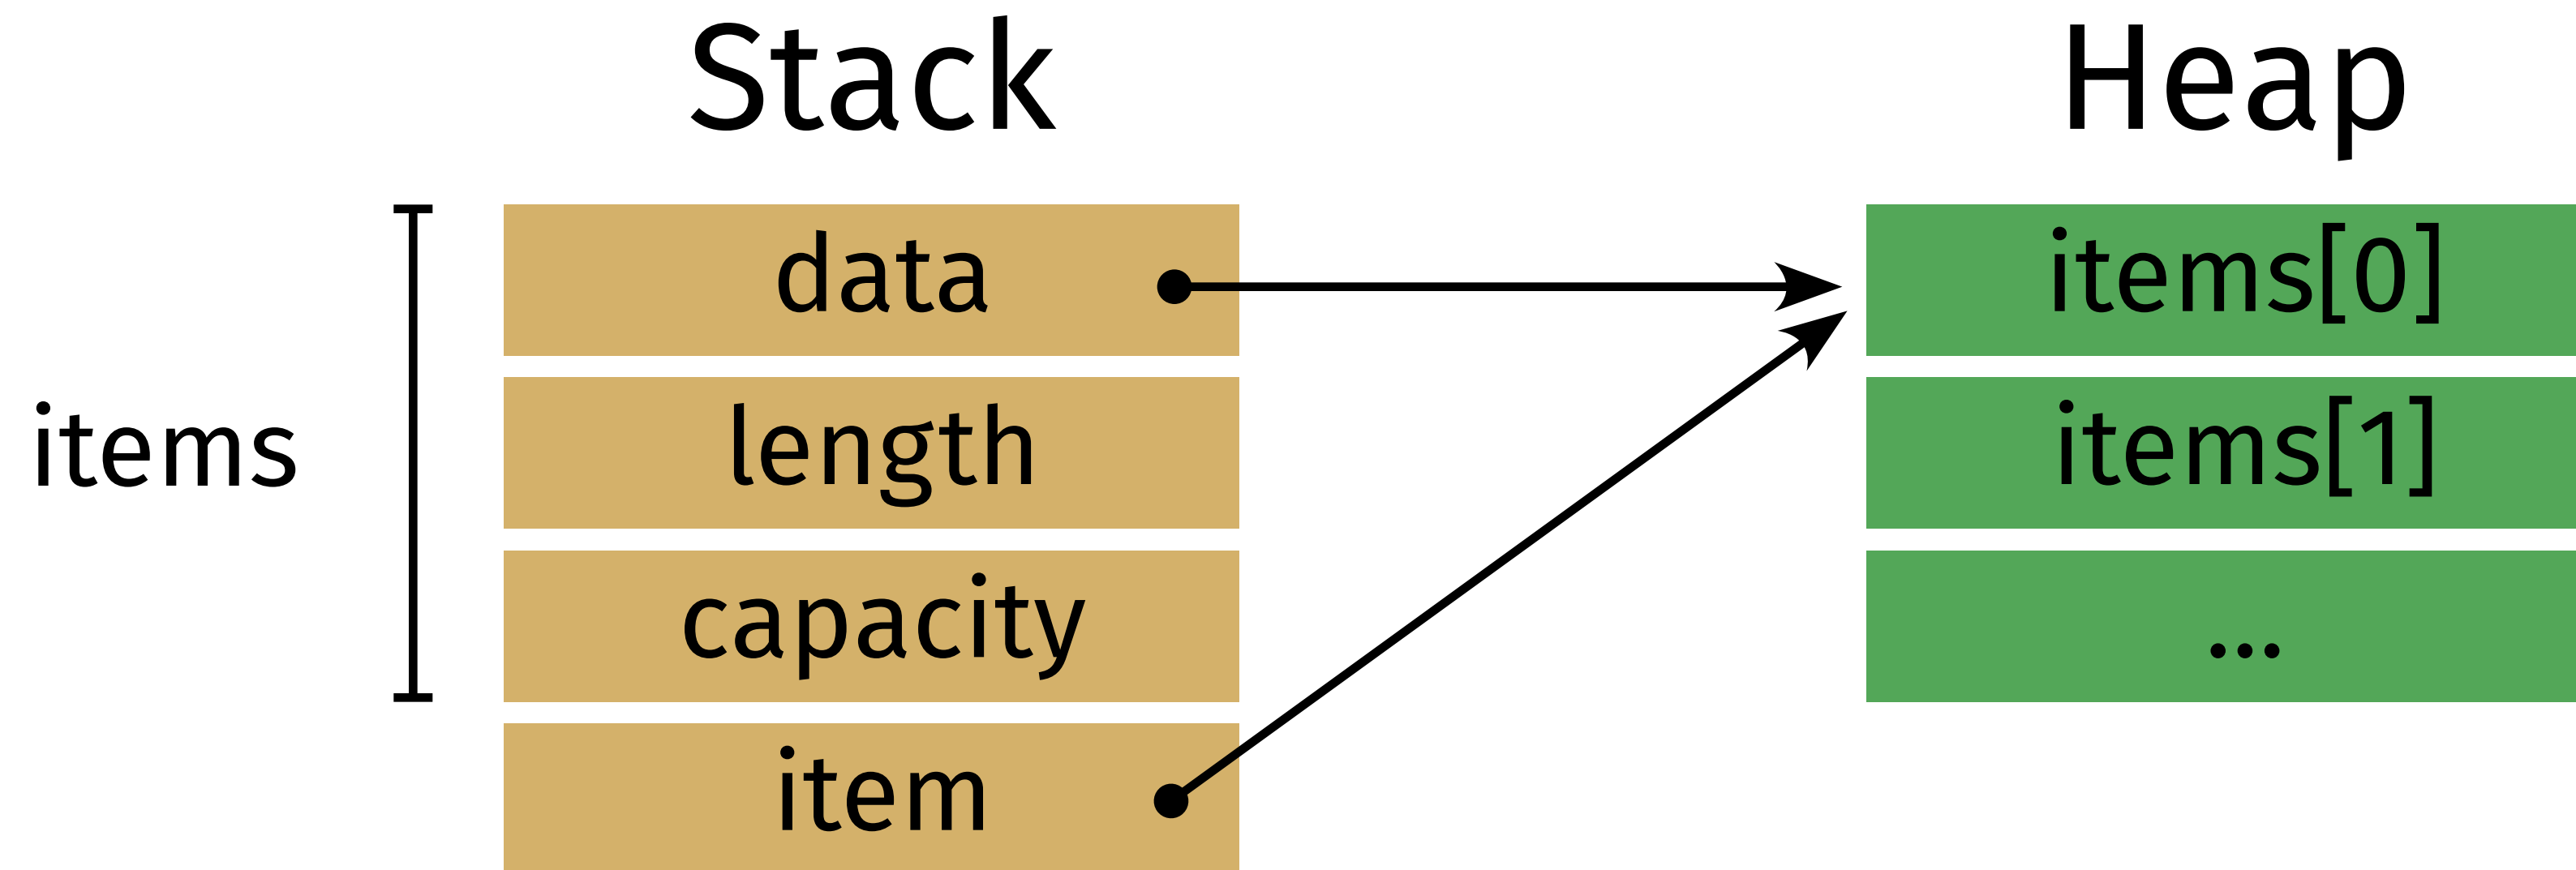 Stack
Heap
items
data
length
capacity
item
items[0]
items[1]
...